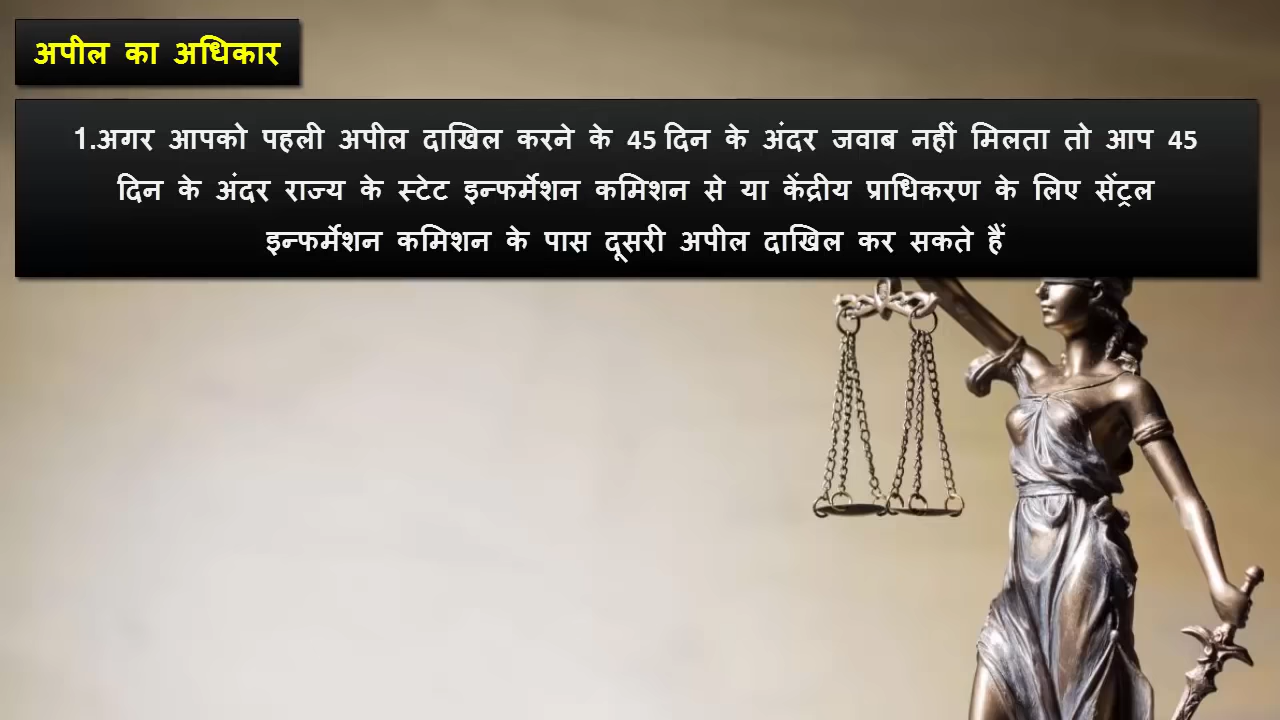 अपील का अधिकार
1.अगर आपको पहली अपील दाखिल करने के 45 दिन के अंदर जवाब नहीं मिलता तो आप 45
दिन के अंदर राज्य के स्टेट इन्फर्मेशन कमिशन से या केंद्रीय प्राधिकरण के लिए सेंट्रल
इन्फर्मेशन कमिशन के पास दूसरी अपील दाखिल कर सकते हैं